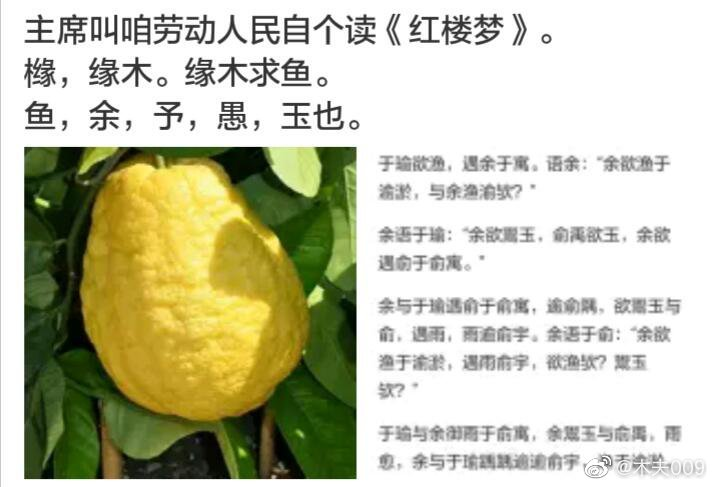 主席叫咱劳动人民自个读《红楼梦》。
櫞，缘木。缘木求鱼。
鱼，余，予，愚，玉也。
于瑜欲渔，遇余于寓。语余：“余欲渔于
渝淤，与余渔渝欤？”
余语于瑜：“余欲鬻玉，俞禹欲玉，余欲
遇俞于俞寓。”
余与于瑜遇俞于俞寓，逾俞隅，欲鬻玉与
俞，遇雨，雨逾俞宇。余语于俞：“余欲
渔于渝淤，遇雨俞宇，欲渔欤？鬻玉
欤？”
于瑜与余御雨于俞寓，余鬻玉与俞禹，雨
愈，余与于瑜踽踽逾逾俞宇，
@木夫009